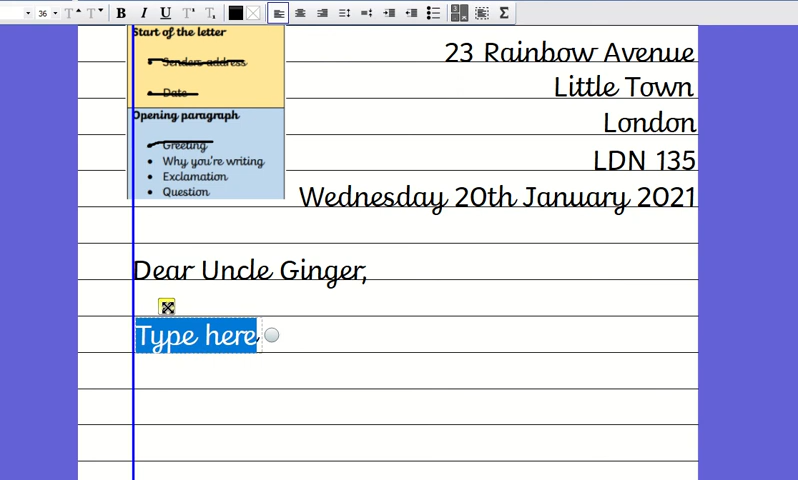 36
B I U T T Σ
Start of the letter
• Senders address
• Date
Opening paragraph
• Greeting
• Why you're writing
• Exclamation
• Question
23 Rainbow Avenue
Little Town
London
LDN 135
Wednesday 20th January 2021
Dear Uncle Ginger,
Type here